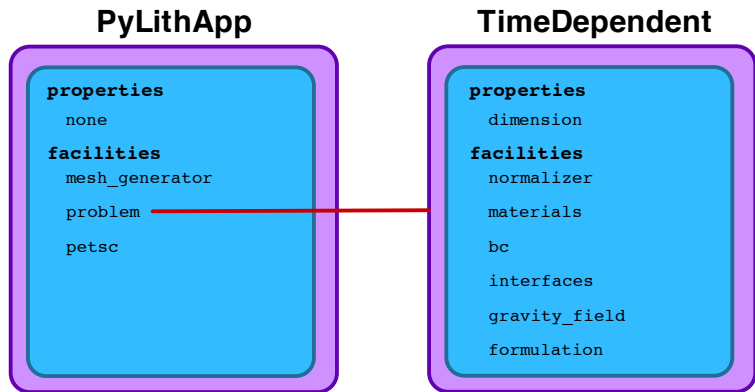 PyLithApp
properties
none
facilities
mesh_generator
problem
petsc
TimeDependent
properties
dimension
facilities
normalizer
materials
bc
interfaces
gravity_field
formulation